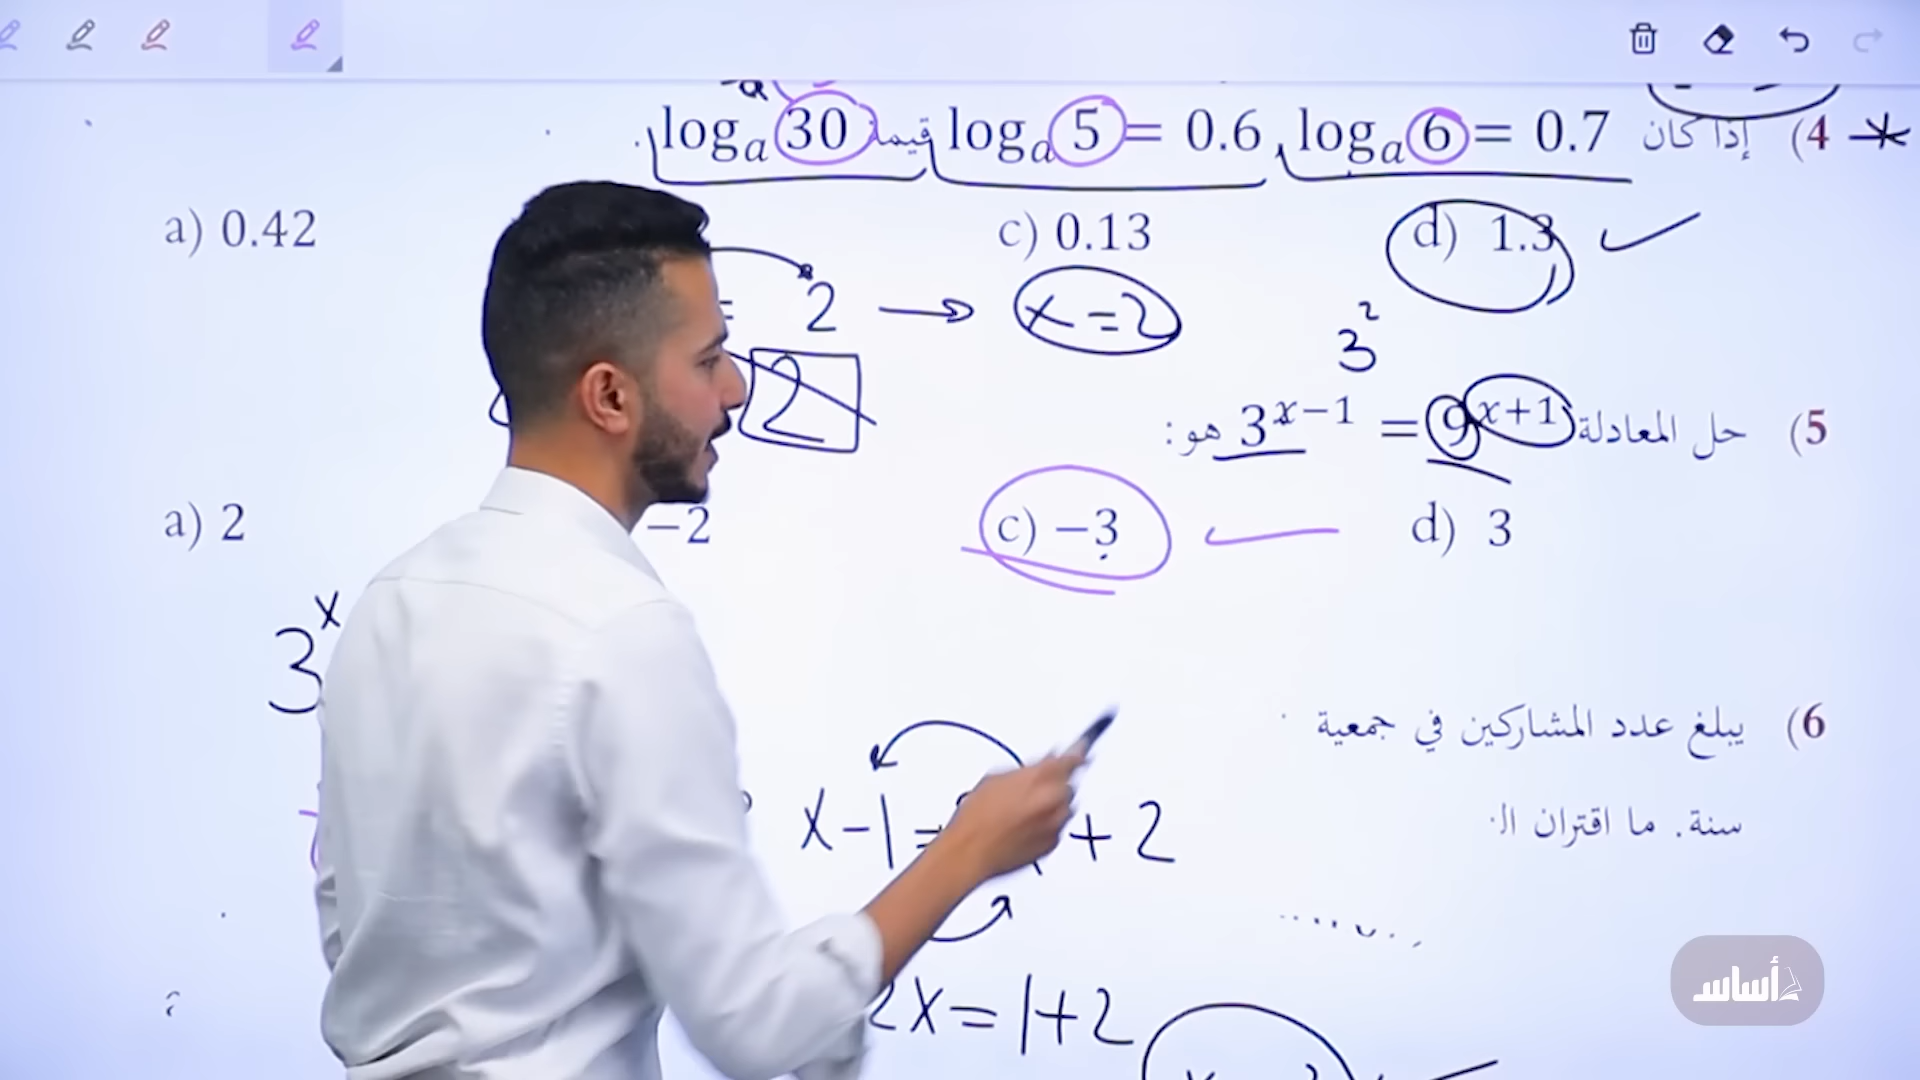 4) إذا كان log_a 6 = 0.7 , log_a 5 = 0.6 قيمة log_a 30 .
a) 0.42 c) 0.13 d) 1.3
= 2 → x = 2
3²
2
5) حل المعادلة 3^{x−1} = 9^{x+1} هو :
a) 2 −2 c) −3 d) 3
3^x
6) يبلغ عدد المشاركين في جمعية
x − 1 = + 2
سنة . ما اقتران الـ
2x = 1 + 2
أساس